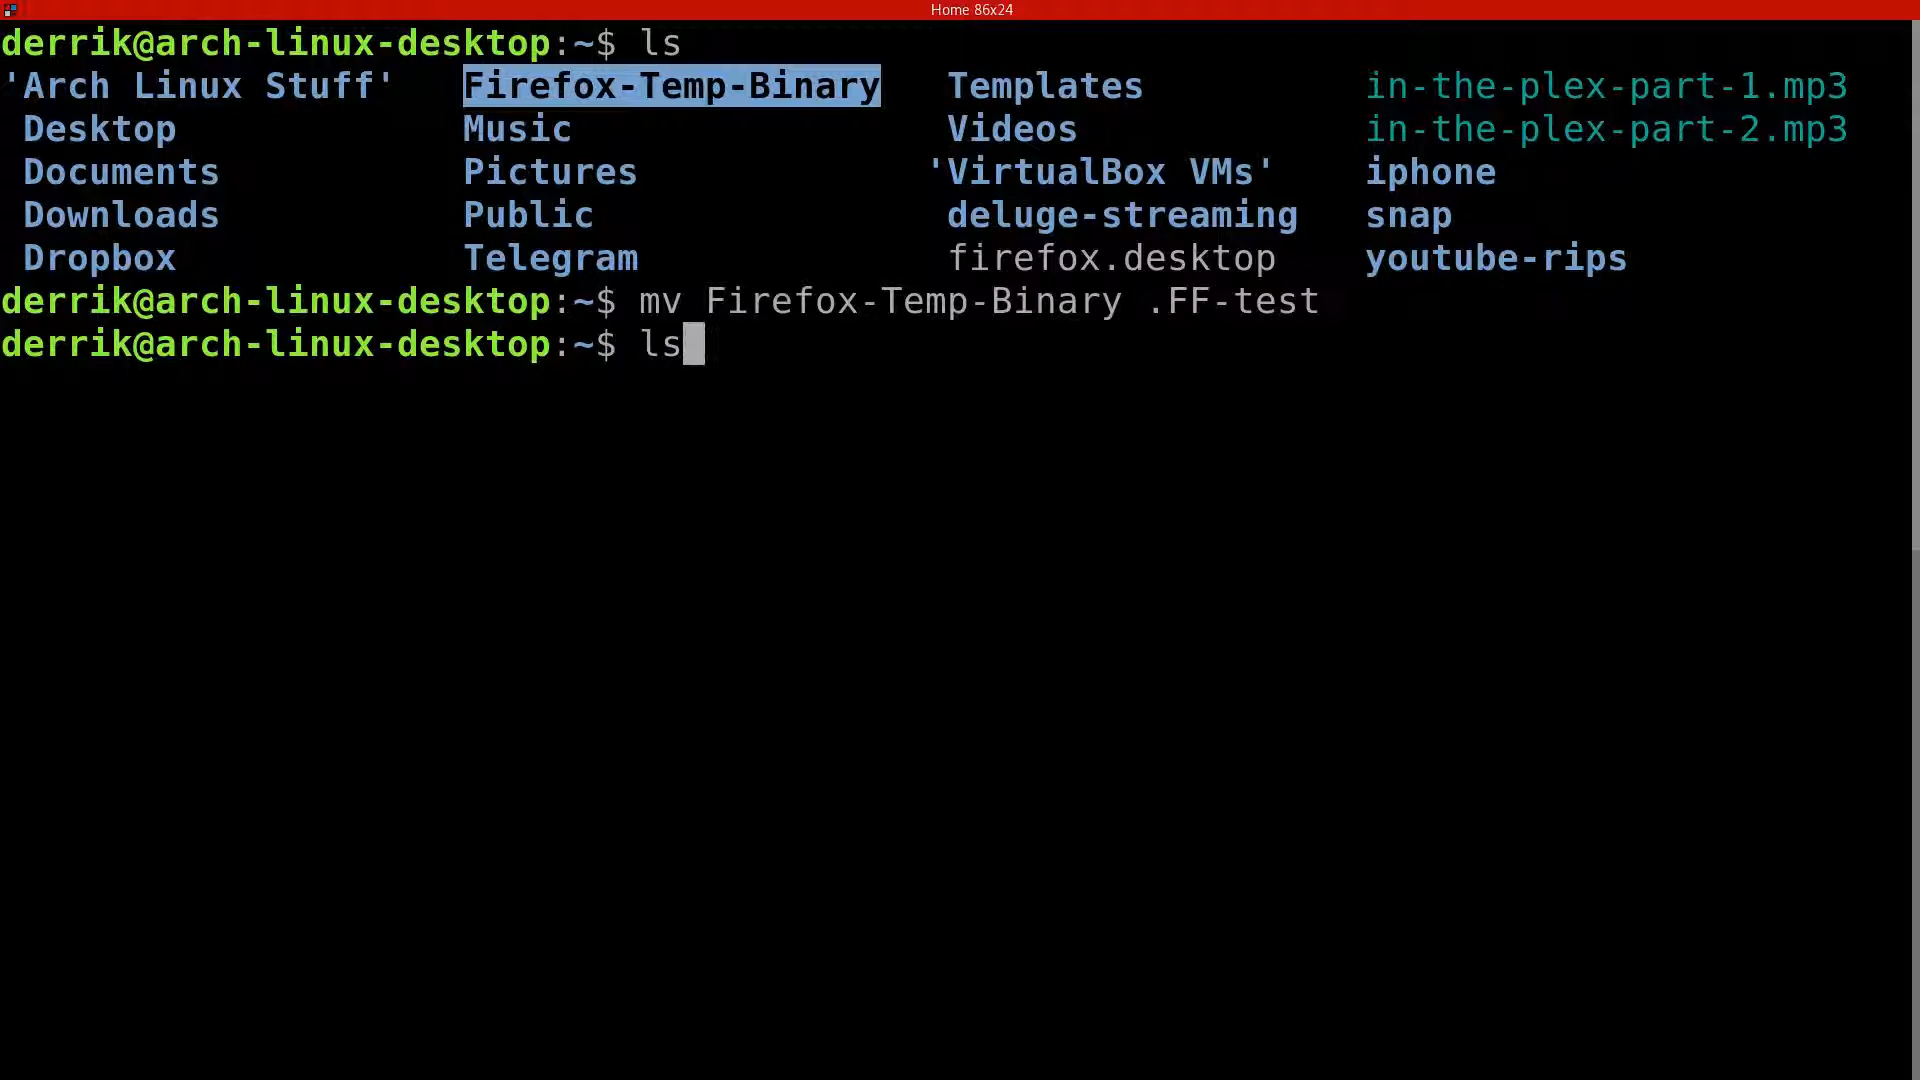 Home 86x24
derrik@arch-linux-desktop:~$ ls
'Arch Linux Stuff' Firefox-Temp-Binary Templates in-the-plex-part-1.mp3
Desktop Music Videos in-the-plex-part-2.mp3
Documents Pictures 'VirtualBox VMs' iphone
Downloads Public deluge-streaming snap
Dropbox Telegram firefox.desktop youtube-rips
derrik@arch-linux-desktop:~$ mv Firefox-Temp-Binary .FF-test
derrik@arch-linux-desktop:~$ ls